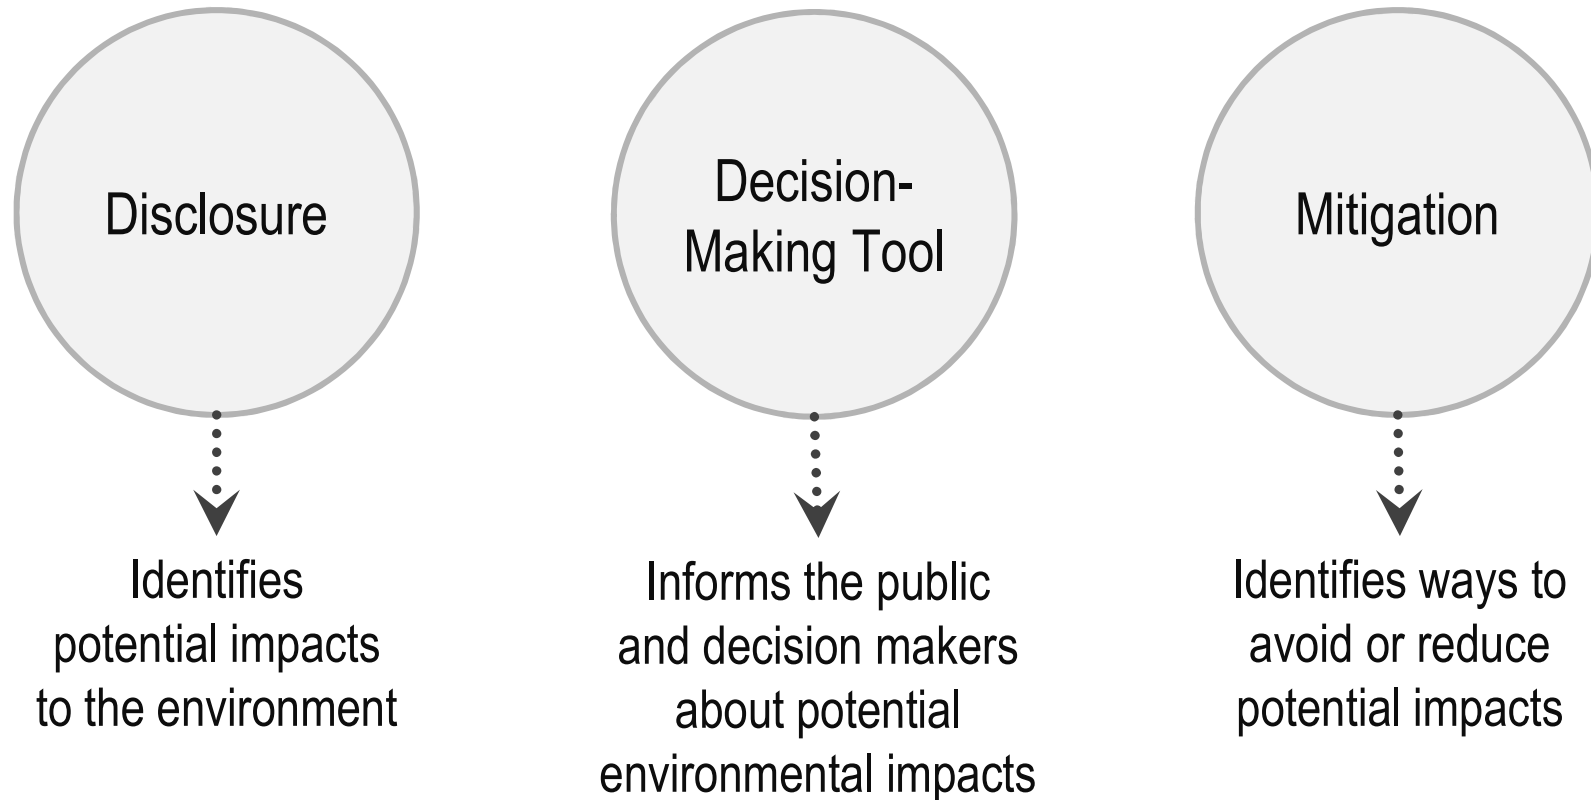 Disclosure
Decision-
Making Tool
Mitigation
Identifies
potential impacts
to the environment
Informs the public
and decision makers
about potential
environmental impacts
Identifies ways to
avoid or reduce
potential impacts